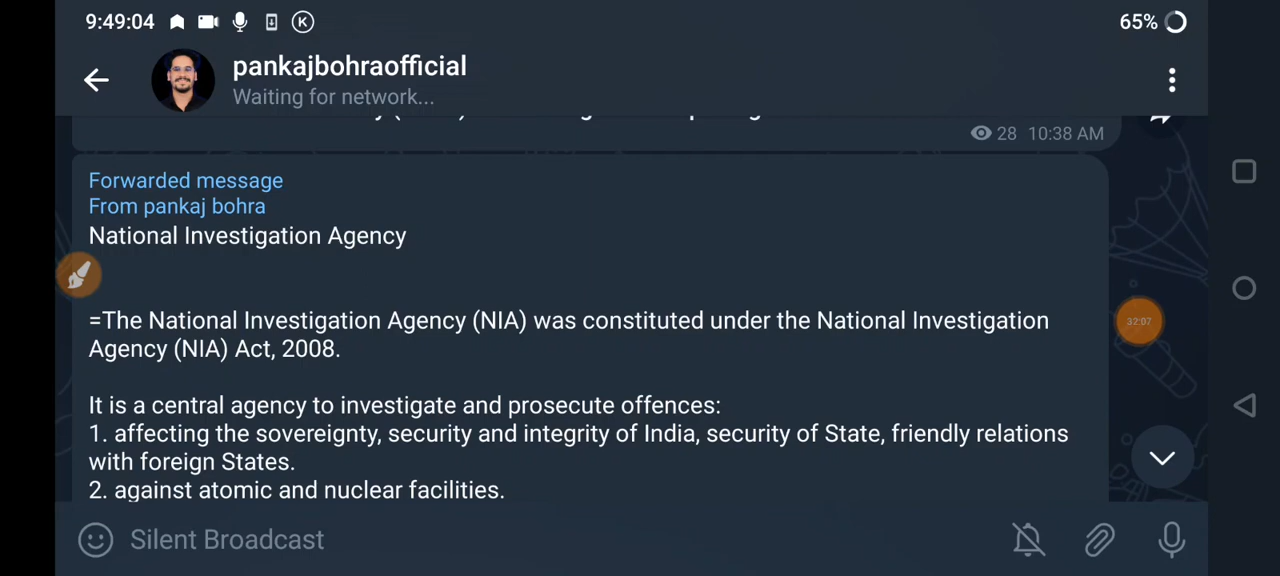 9:49:04 K 65%
pankajbohraofficial
Waiting for network...
28 10:38 AM
Forwarded message
From pankaj bohra
National Investigation Agency
=The National Investigation Agency (NIA) was constituted under the National Investigation
Agency (NIA) Act, 2008.
32:07
It is a central agency to investigate and prosecute offences:
1. affecting the sovereignty, security and integrity of India, security of State, friendly relations
with foreign States.
2. against atomic and nuclear facilities.
Silent Broadcast